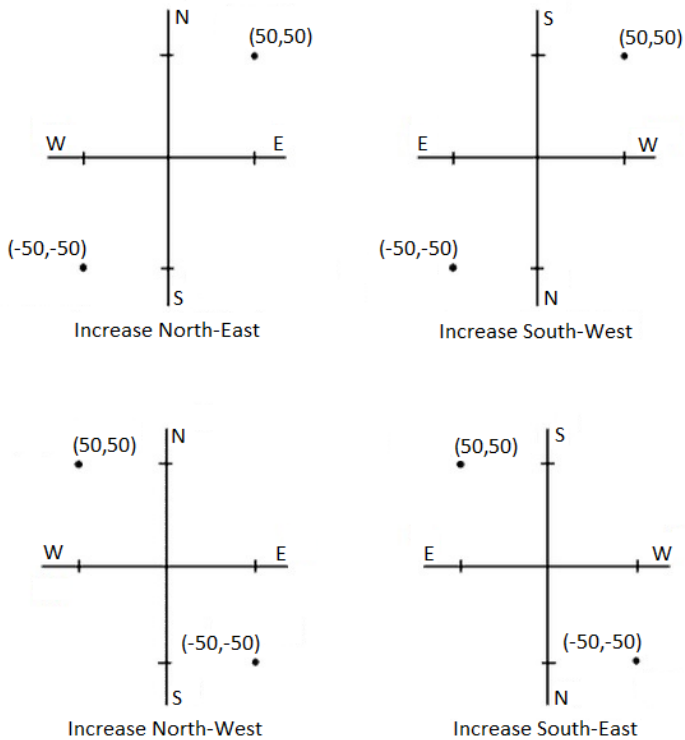 N
(50,50)
W
E
(-50,-50)
S
Increase North-East
S
(50,50)
E
W
(-50,-50)
N
Increase South-West
N
(50,50)
W
E
(-50,-50)
S
Increase North-West
S
(50,50)
E
W
(-50,-50)
N
Increase South-East